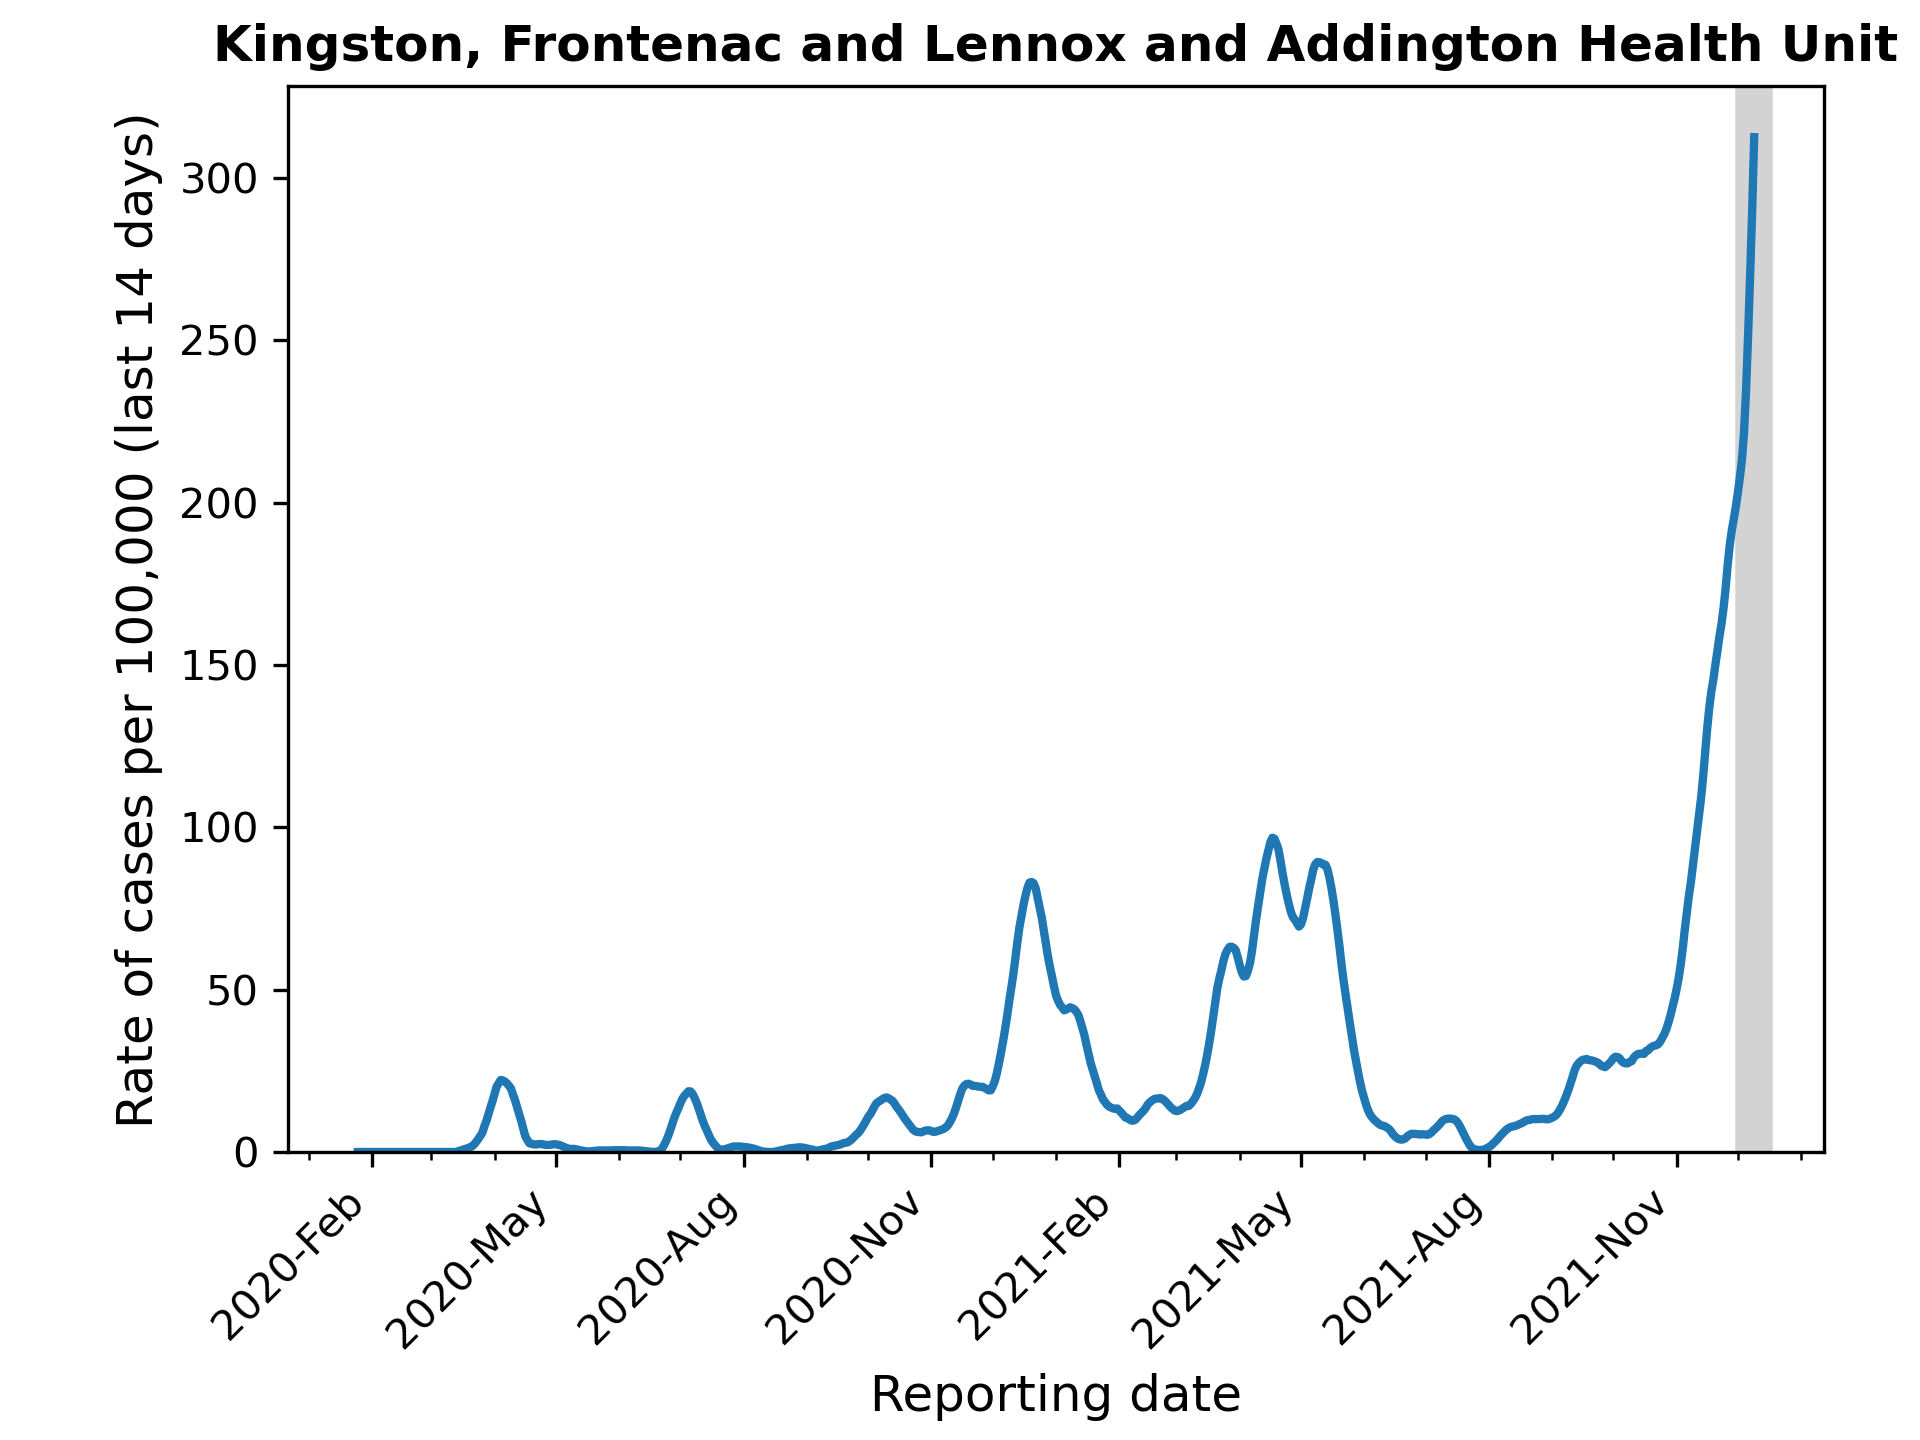 Kingston, Frontenac and Lennox and Addington Health Unit
Rate of cases per 100,000 (last 14 days)
300
250
200
150
100
50
0
2020-Feb
2020-May
2020-Aug
2020-Nov
2021-Feb
2021-May
2021-Aug
2021-Nov
Reporting date